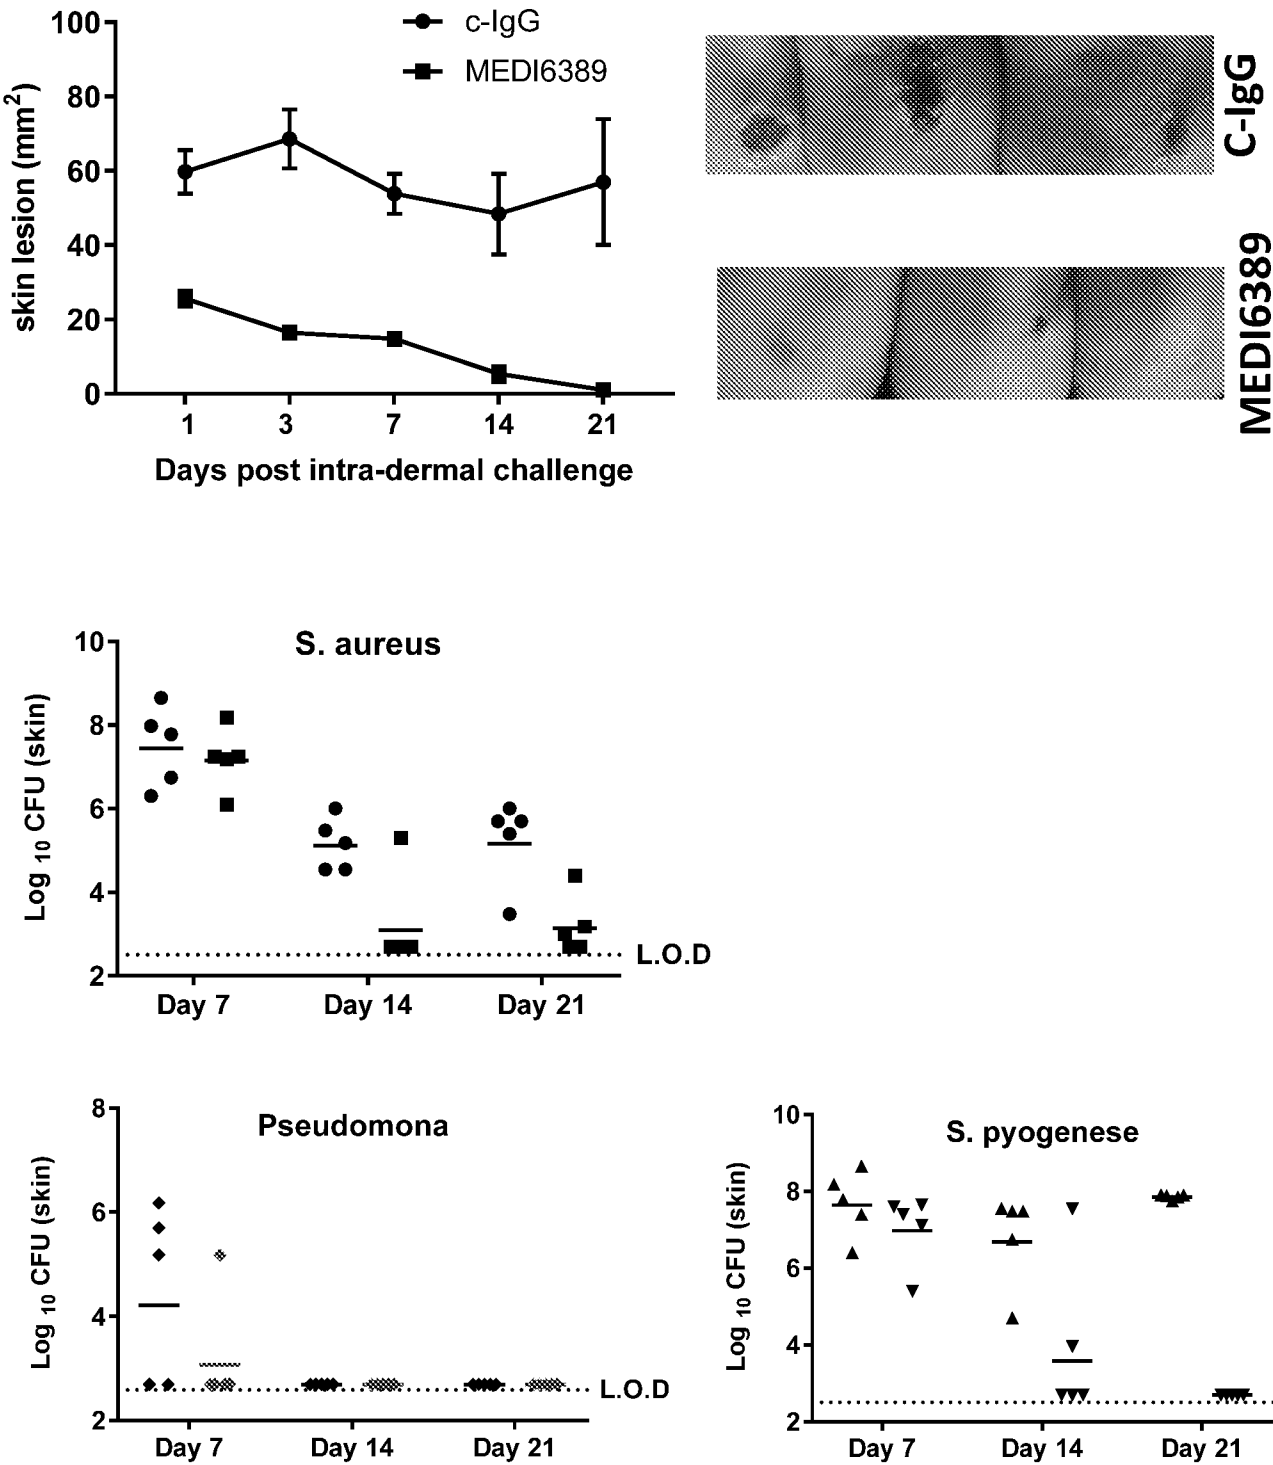 100
80
60
40
20
0
skin lesion (mm²)
c-IgG
MEDI6389
1 3 7 14 21
Days post intra-dermal challenge
C-IgG
MEDI6389
S. aureus
10
8
6
4
2
Log 10 CFU (skin)
L.O.D
Day 7 Day 14 Day 21
Pseudomona
8
6
4
2
Log 10 CFU (skin)
L.O.D
Day 7 Day 14 Day 21
S. pyogenese
10
8
6
4
2
Log 10 CFU (skin)
Day 7 Day 14 Day 21